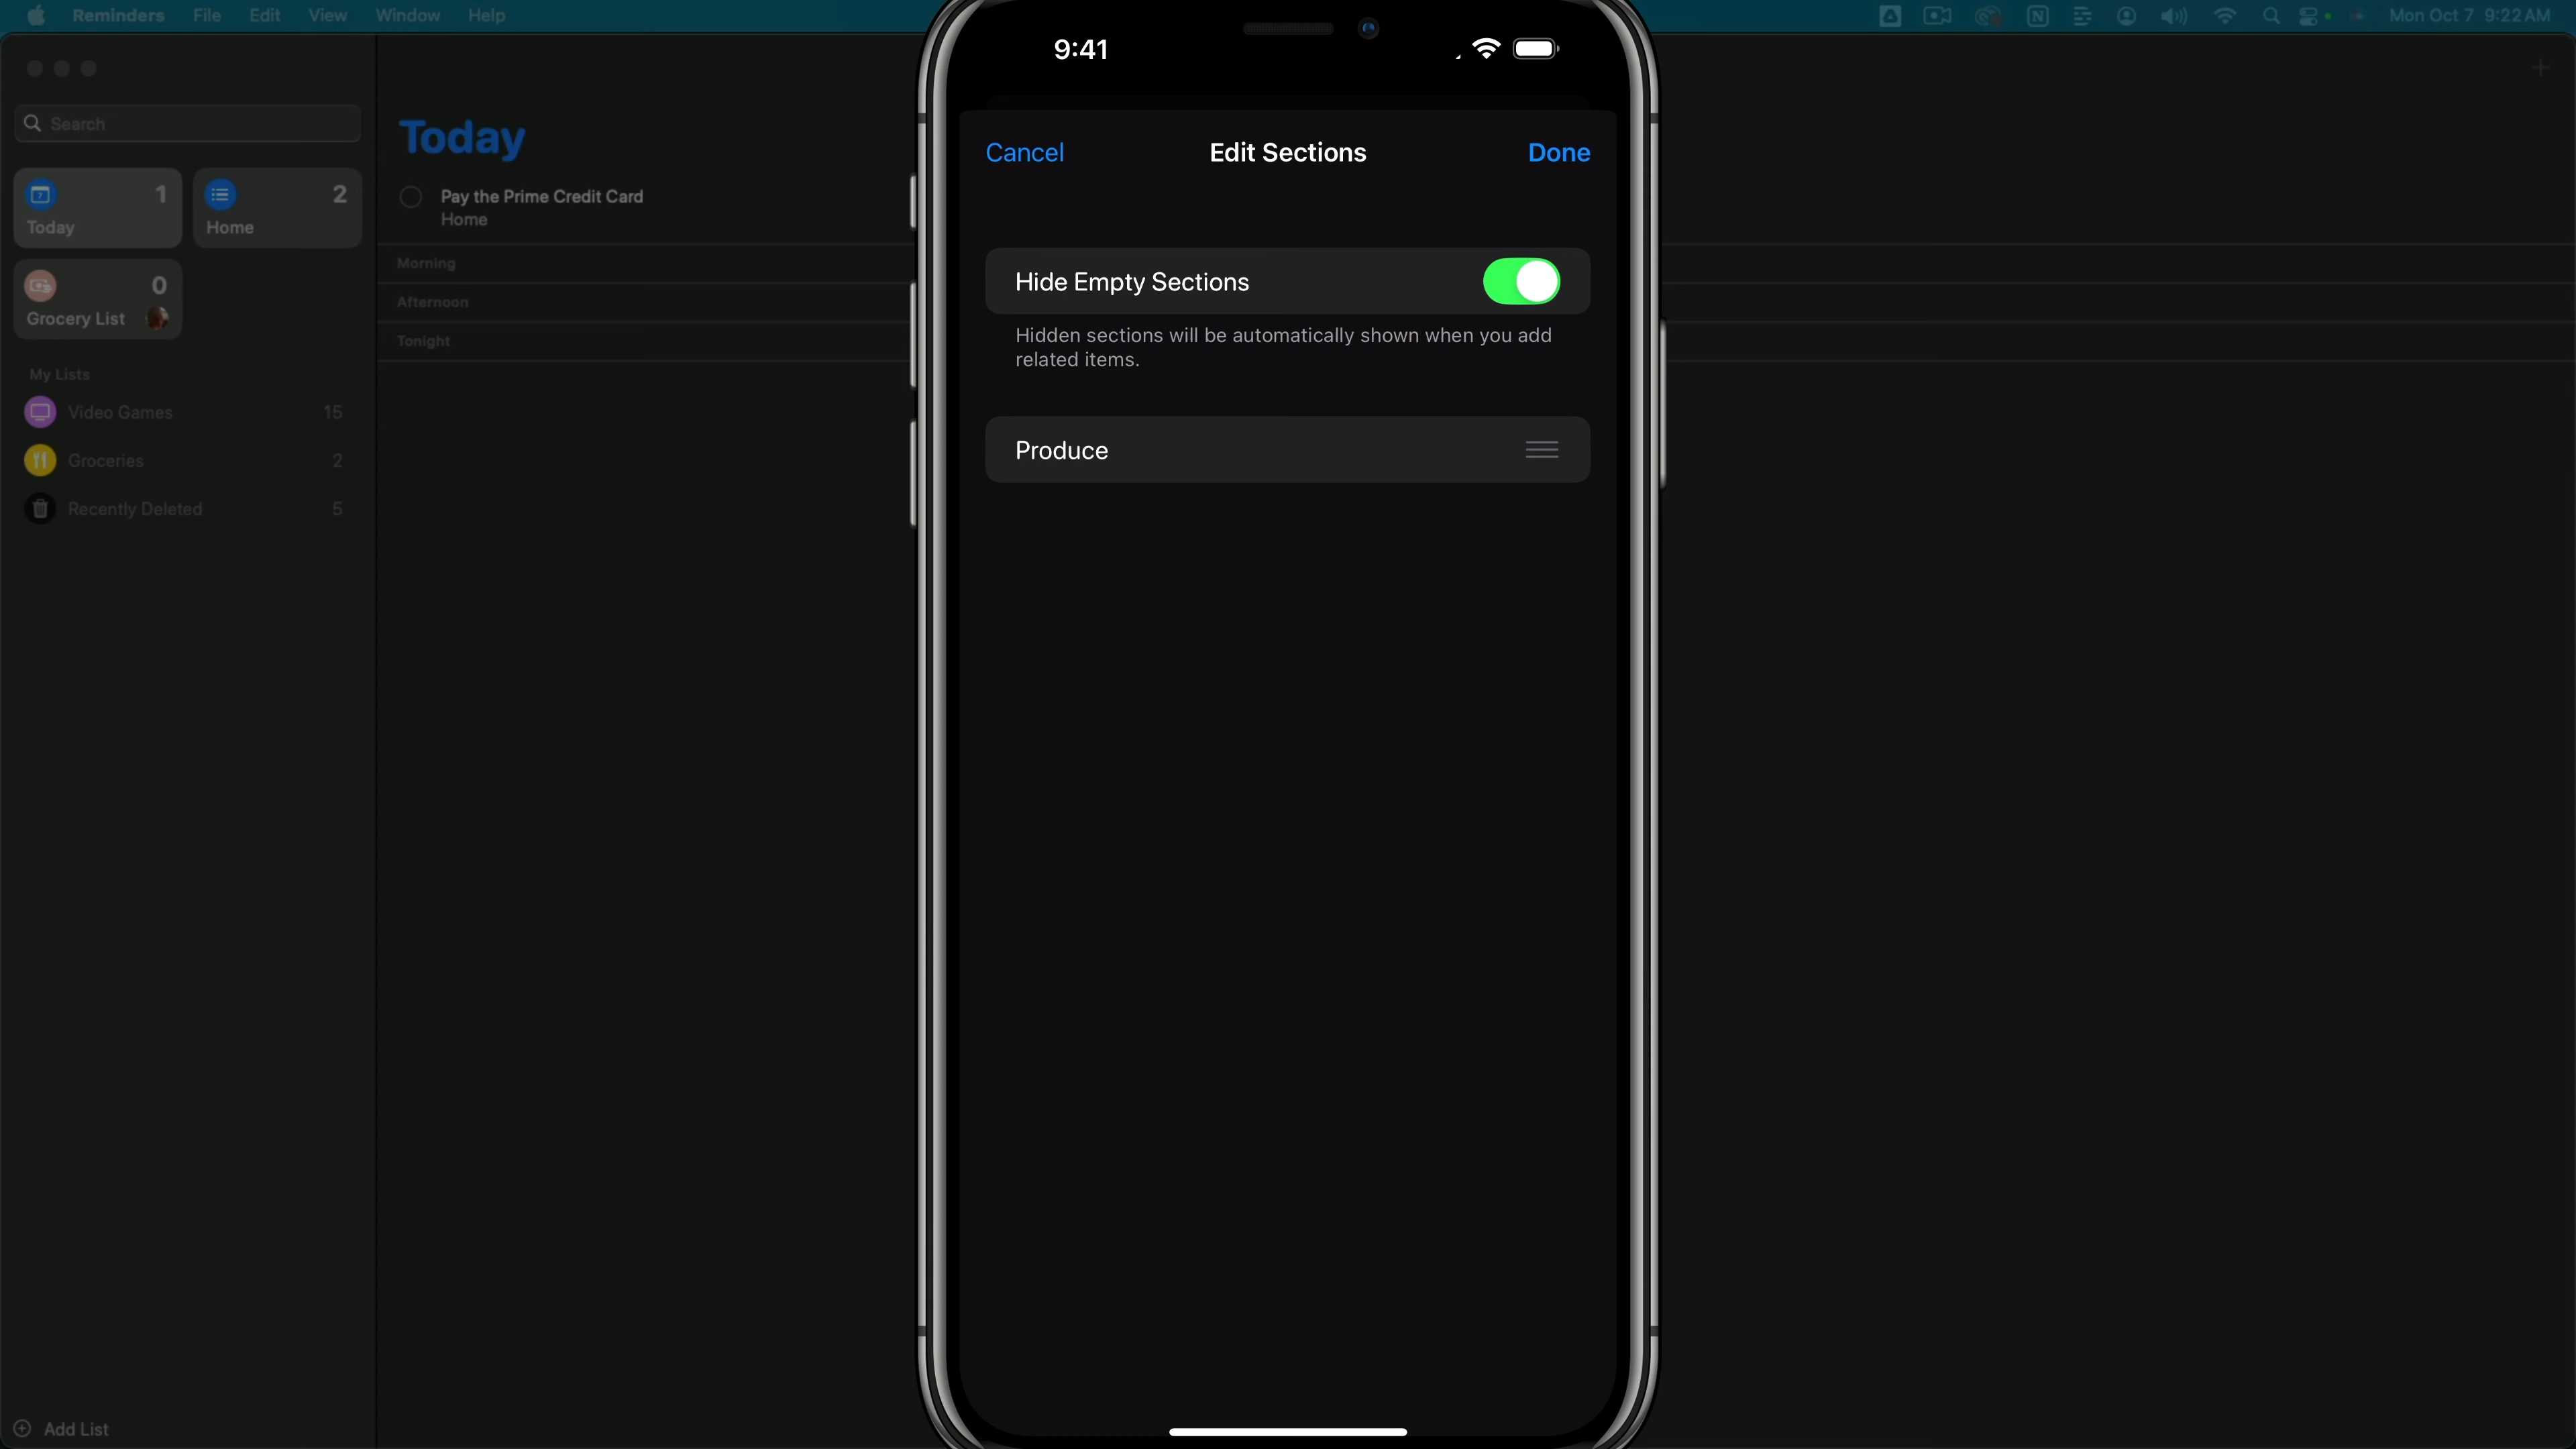 Reminders File Edit View Window Help
Mon Oct 7 9:22 AM
Search
Today 1
Home 2
Grocery List 0
My Lists
Video Games 15
Groceries 2
Recently Deleted 5
Add List
Today
Pay the Prime Credit Card
Home
Morning
Afternoon
Tonight
9:41
Cancel Edit Sections Done
Hide Empty Sections
Hidden sections will be automatically shown when you add
related items.
Produce